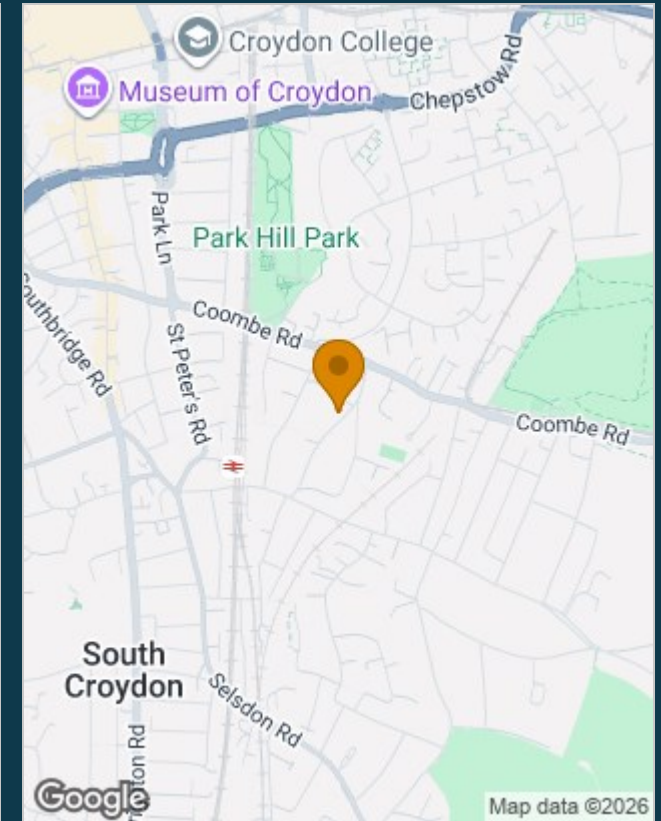 Croydon College
Museum of Croydon
Chepstow Rd
Park Ln
Park Hill Park
Southbridge Rd
Coombe Rd
St Peter's Rd
Coombe Rd
South
Croydon
Selsdon Rd
Rd
Google
Map data ©2026